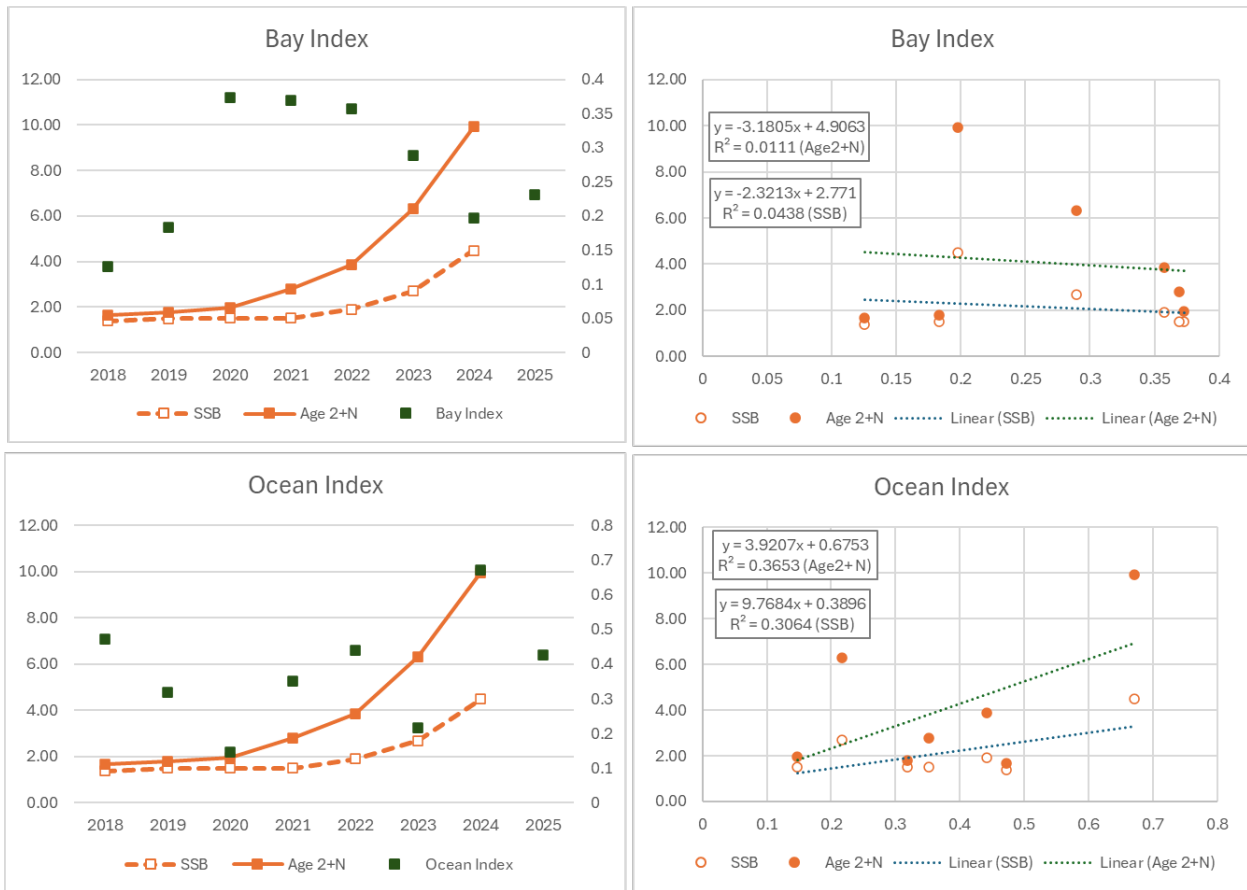 Bay Index
12.00
10.00
8.00
6.00
4.00
2.00
0.00
0.4
0.35
0.3
0.25
0.2
0.15
0.1
0.05
0
2018 2019 2020 2021 2022 2023 2024 2025
SSB Age 2+N Bay Index
Bay Index
12.00
10.00
8.00
6.00
4.00
2.00
0.00
y = -3.1805x + 4.9063
R² = 0.0111 (Age2+N)
y = -2.3213x + 2.771
R² = 0.0438 (SSB)
0 0.05 0.1 0.15 0.2 0.25 0.3 0.35 0.4
SSB Age 2+N Linear (SSB) Linear (Age 2+N)
Ocean Index
12.00
10.00
8.00
6.00
4.00
2.00
0.00
0.8
0.7
0.6
0.5
0.4
0.3
0.2
0.1
0
2018 2019 2020 2021 2022 2023 2024 2025
SSB Age 2+N Ocean Index
Ocean Index
12.00
10.00
8.00
6.00
4.00
2.00
0.00
y = 3.9207x + 0.6753
R² = 0.3653 (Age2+ N)
y = 9.7684x + 0.3896
R² = 0.3064 (SSB)
0 0.1 0.2 0.3 0.4 0.5 0.6 0.7 0.8
SSB Age 2+N Linear (SSB) Linear (Age 2+N)